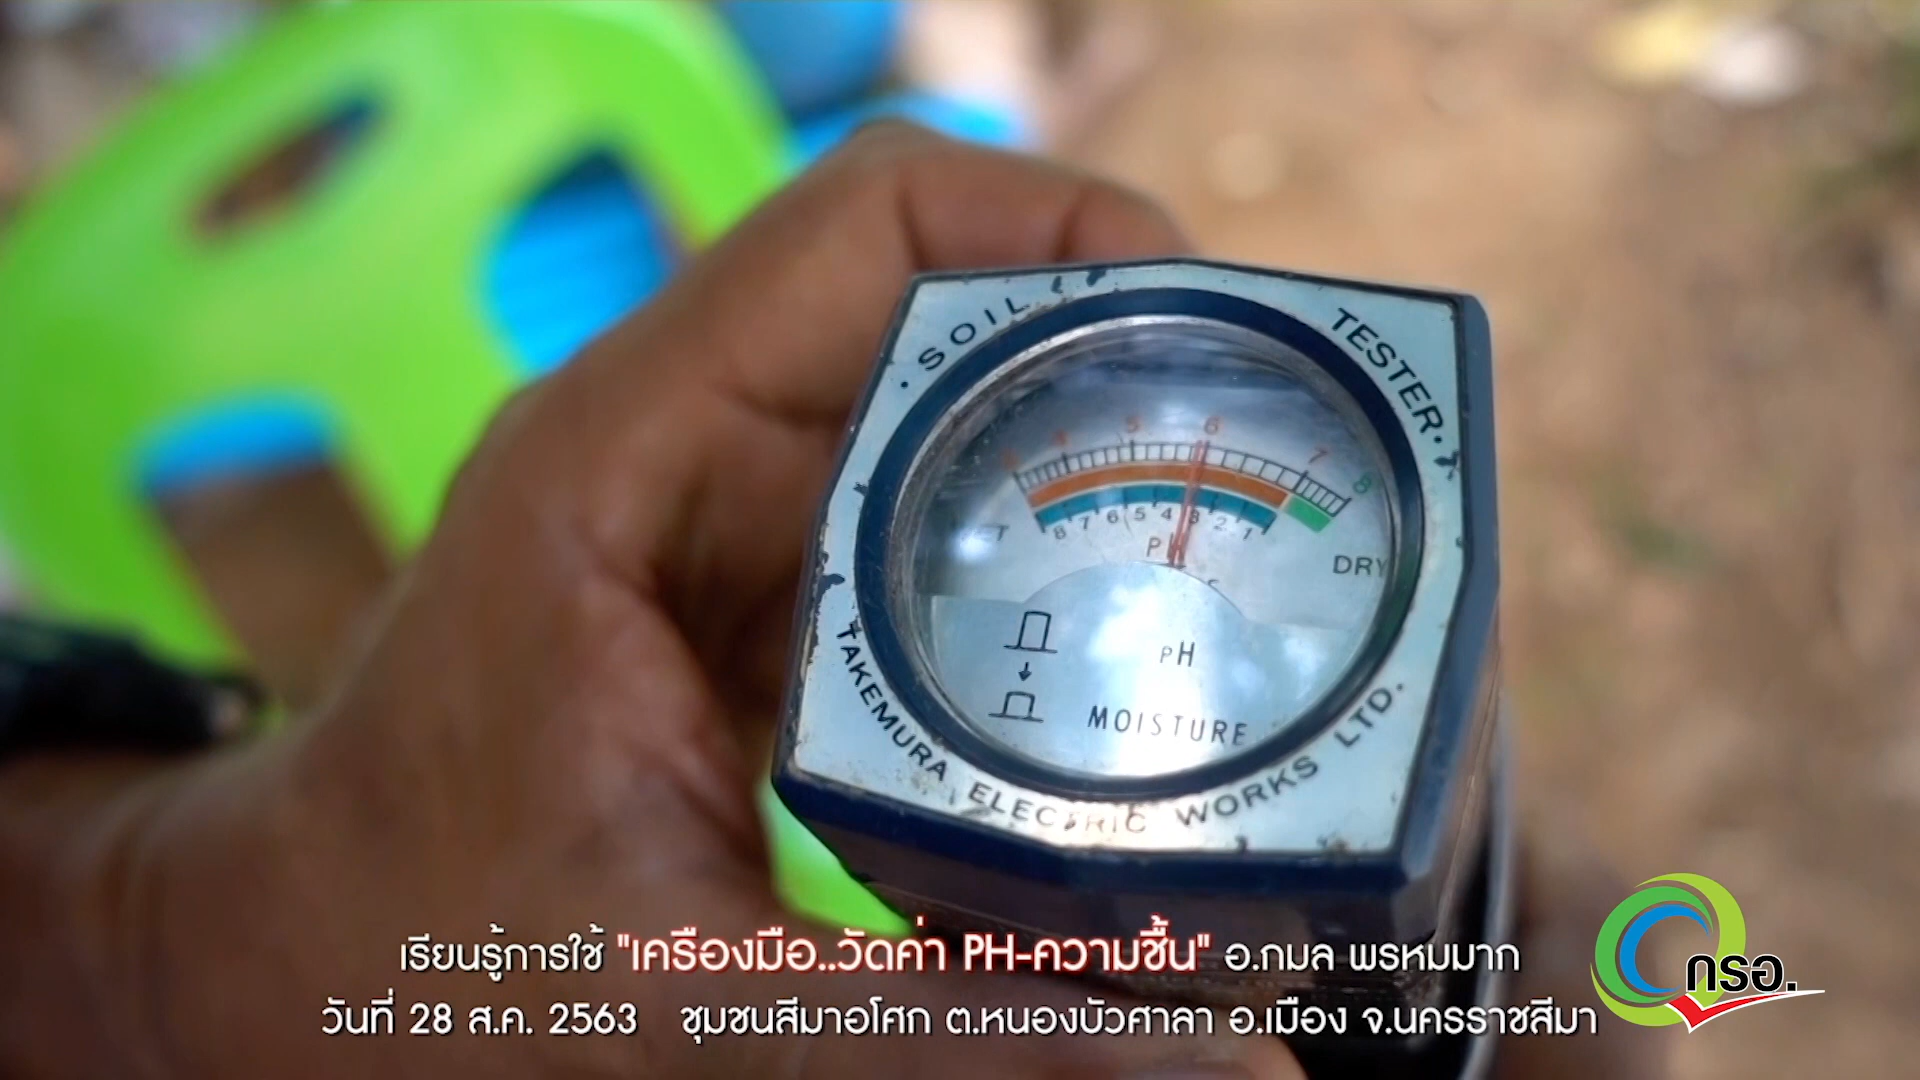 SOIL TESTER
3 4 5 6 7 8
8 7 6 5 4 3 2 1
PH
DRY
PH
MOISTURE
TAKEMURA ELECTRIC WORKS LTD.
เรียนรู้การใช้ "เครื่องมือ..วัดค่า PH-ความชื้น" อ.กมล พรหมมาก
วันที่ 28 ส.ค. 2563 ชุมชนสีมาอโศก ต.หนองบัวศาลา อ.เมือง จ.นครราชสีมา
กรอ.